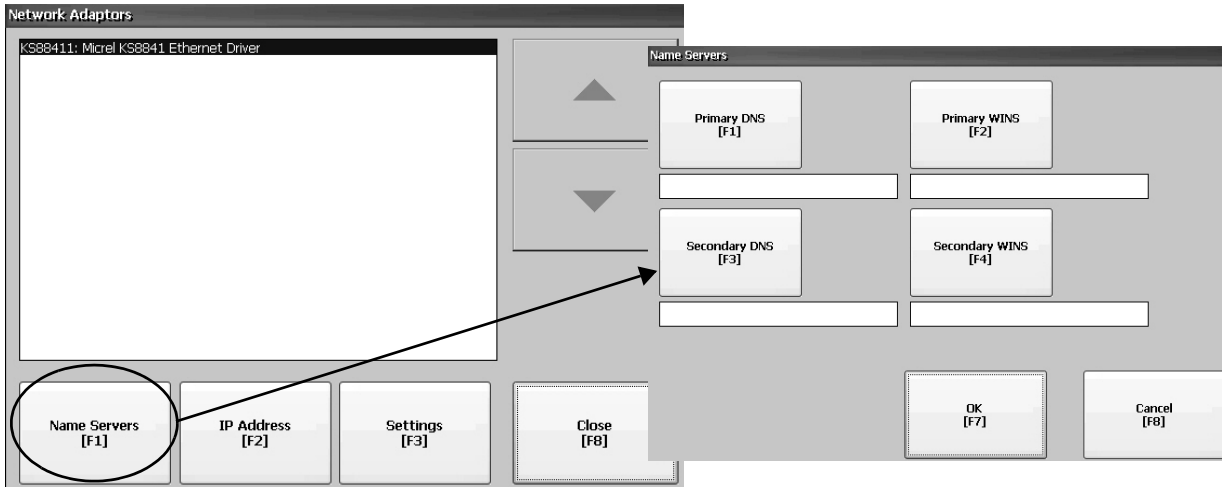 Network Adaptors
KS88411: Micrel KS8841 Ethernet Driver
Name Servers
[F1]
IP Address
[F2]
Settings
[F3]
Close
[F8]
Name Servers
Primary DNS
[F1]
Primary WINS
[F2]
Secondary DNS
[F3]
Secondary WINS
[F4]
OK
[F7]
Cancel
[F8]